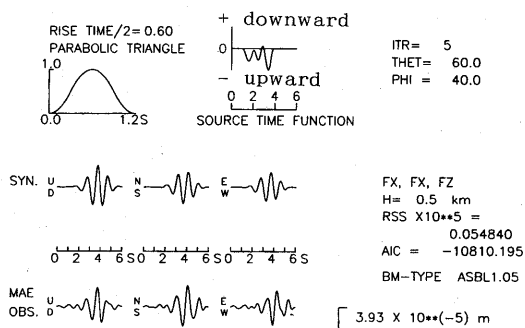 RISE TIME/2= 0.60
PARABOLIC TRIANGLE
1.0
0.0 1.2S
+ downward
0
- upward
0 2 4 6
SOURCE TIME FUNCTION
ITR= 5
THET= 60.0
PHI = 40.0
SYN. U D N S E W
0 2 4 6 S 0 2 4 6 S 0 2 4 6 S
FX, FX, FZ
H= 0.5 km
RSS X10**5 =
0.054840
AIC = -10810.195
BM-TYPE ASBL1.05
MAE
OBS. U D N S E W
3.93 X 10**(-5) m